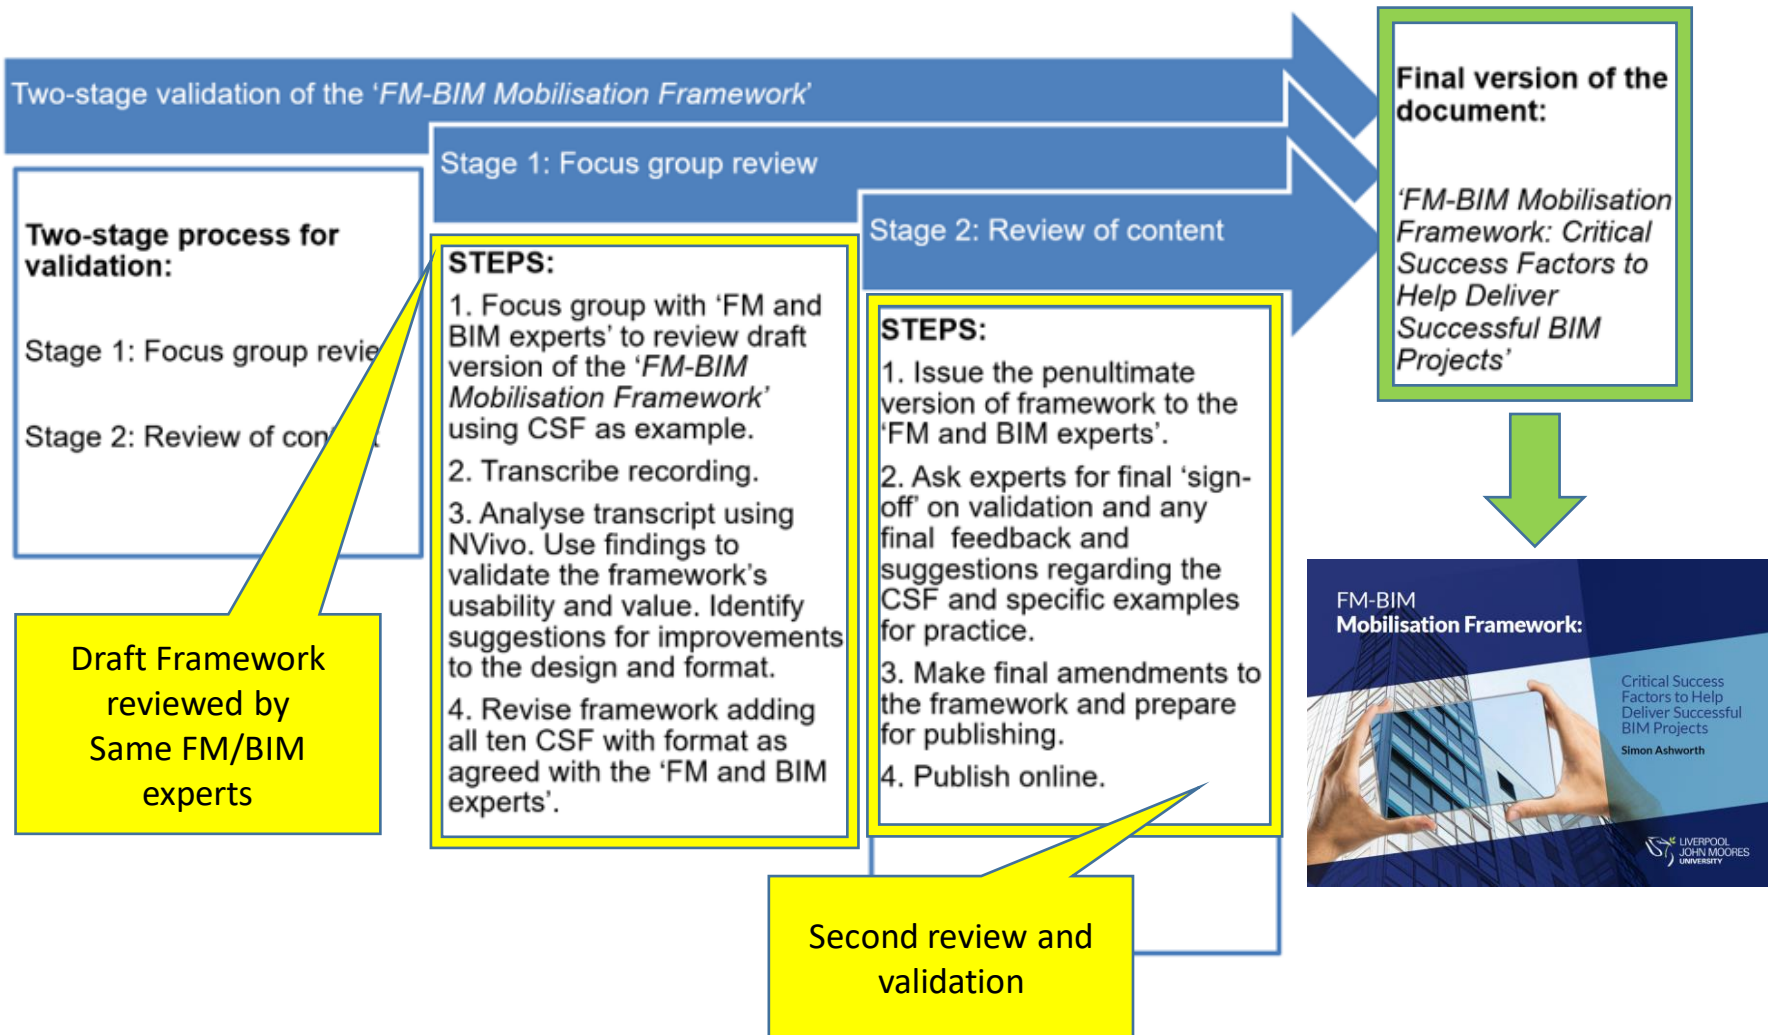 Two-stage validation of the ‘FM-BIM Mobilisation Framework’
Two-stage process for
validation:
Stage 1: Focus group revie
Stage 2: Review of con
Stage 1: Focus group review
STEPS:
1. Focus group with ‘FM and
BIM experts’ to review draft
version of the ‘FM-BIM
Mobilisation Framework’
using CSF as example.
2. Transcribe recording.
3. Analyse transcript using
NVivo. Use findings to
validate the framework’s
usability and value. Identify
suggestions for improvements
to the design and format.
4. Revise framework adding
all ten CSF with format as
agreed with the ‘FM and BIM
experts’.
Stage 2: Review of content
STEPS:
1. Issue the penultimate
version of framework to the
‘FM and BIM experts’.
2. Ask experts for final ‘sign-
off’ on validation and any
final feedback and
suggestions regarding the
CSF and specific examples
for practice.
3. Make final amendments to
the framework and prepare
for publishing.
4. Publish online.
Final version of the
document:
‘FM-BIM Mobilisation
Framework: Critical
Success Factors to
Help Deliver
Successful BIM
Projects’
Draft Framework
reviewed by
Same FM/BIM
experts
Second review and
validation
FM-BIM
Mobilisation Framework:
Critical Success
Factors to Help
Deliver Successful
BIM Projects
Simon Ashworth
LIVERPOOL
JOHN MOORES
UNIVERSITY